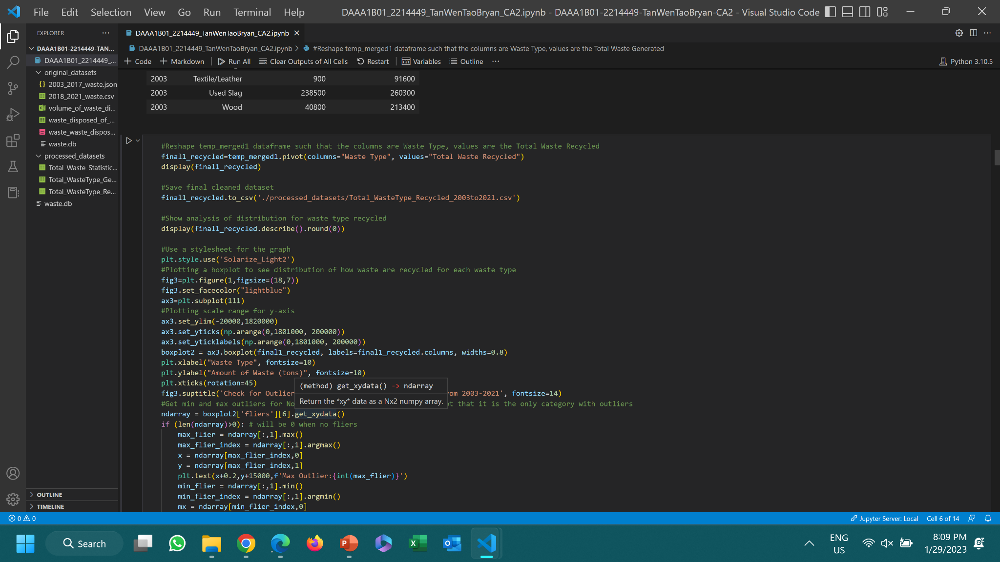 File Edit Selection View Go Run Terminal Help
DAAA1B01_2214449_TanWenTaoBryan_CA2.ipynb - DAAA1B01-2214449-TanWenTaoBryan-CA2 - Visual Studio Code
EXPLORER
DAAA1B01-2214449-TAN...
DAAA1B01_2214449_...
original_datasets
2003_2017_waste.json
2018_2021_waste.csv
volume_of_waste_di...
waste_disposed_of_...
waste_waste_dispos...
waste.db
processed_datasets
Total_Waste_Statistic...
Total_WasteType_Ge...
Total_WasteType_Re...
waste.db
OUTLINE
TIMELINE
DAAA1B01_2214449_TanWenTaoBryan_CA2.ipynb
DAAA1B01_2214449_TanWenTaoBryan_CA2.ipynb > #Reshape temp_merged1 dataframe such that the columns are Waste Type, values are the Total Waste Generated
+ Code + Markdown Run All Clear Outputs of All Cells Restart Variables Outline ... Python 3.10.5
2003 Textile/Leather 900 91600
2003 Used Slag 238500 260300
2003 Wood 40800 213400
#Reshape temp_merged1 dataframe such that the columns are Waste Type, values are the Total Waste Recycled
final1_recycled=temp_merged1.pivot(columns="Waste Type", values="Total Waste Recycled")
display(final1_recycled)
#Save final cleaned dataset
final1_recycled.to_csv('./processed_datasets/Total_WasteType_Recycled_2003to2021.csv')
#Show analysis of distribution for waste type recycled
display(final1_recycled.describe().round(0))
#Use a stylesheet for the graph
plt.style.use('Solarize_Light2')
#Plotting a boxplot to see distribution of how waste are recycled for each waste type
fig3=plt.figure(1,figsize=(18,7))
fig3.set_facecolor("lightblue")
ax3=plt.subplot(111)
#Plotting scale range for y-axis
ax3.set_ylim(-20000,1820000)
ax3.set_yticks(np.arange(0,1801000, 200000))
ax3.set_yticklabels(np.arange(0,1801000, 200000))
boxplot2 = ax3.boxplot(final1_recycled, labels=final1_recycled.columns, widths=0.8)
plt.xlabel("Waste Type", fontsize=10)
plt.ylabel("Amount of Waste (tons)", fontsize=10)
plt.xticks(rotation=45)
(method) get_xydata() -> ndarray
fig3.suptitle('Check for Outlier om 2003-2021', fontsize=14)
Return the *xy* data as a Nx2 numpy array.
#Get min and max outliers for No t that it is the only category with outliers
ndarray = boxplot2['fliers'][6].get_xydata()
if (len(ndarray)>0): # will be 0 when no fliers
max_flier = ndarray[:,1].max()
max_flier_index = ndarray[:,1].argmax()
x = ndarray[max_flier_index,0]
y = ndarray[max_flier_index,1]
plt.text(x+0.2,y+15000,f'Max Outlier:{int(max_flier)}')
min_flier = ndarray[:,1].min()
min_flier_index = ndarray[:,1].argmin()
mx = ndarray[min_flier_index,0]
0 0
Jupyter Server: Local Cell 6 of 14
Search
ENG
US
8:09 PM
1/29/2023